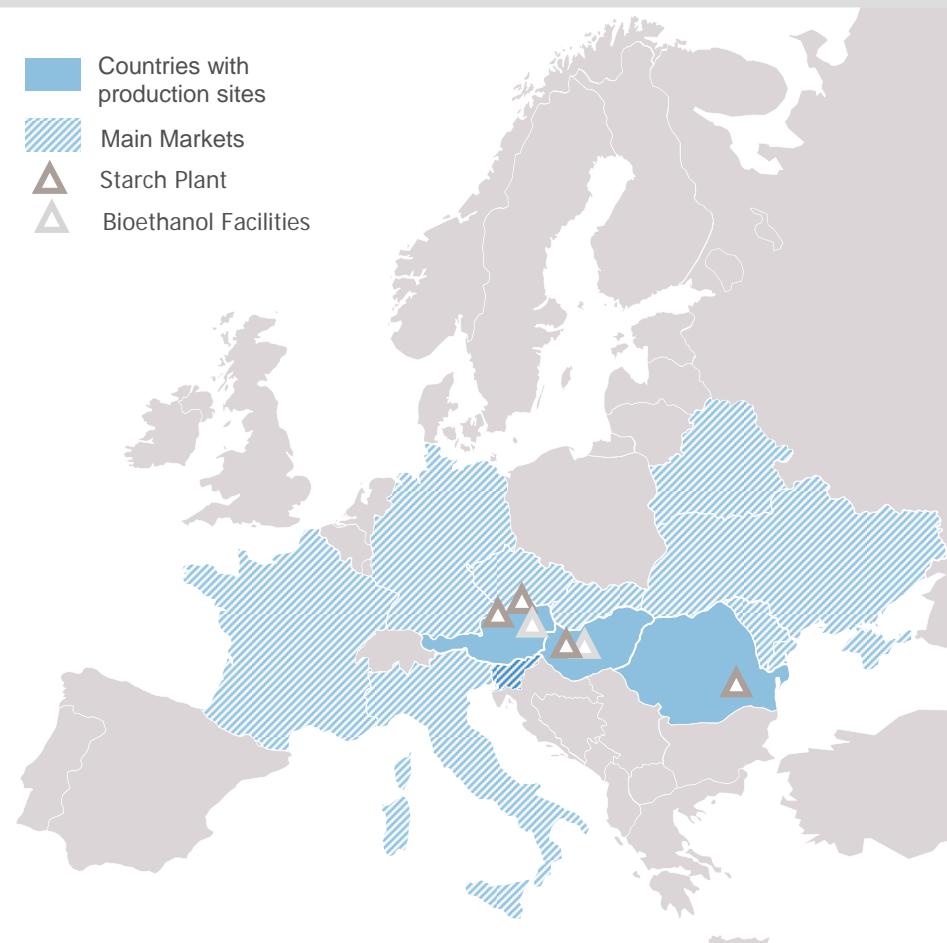 Countries with
production sites
Main Markets
Starch Plant
Bioethanol Facilities